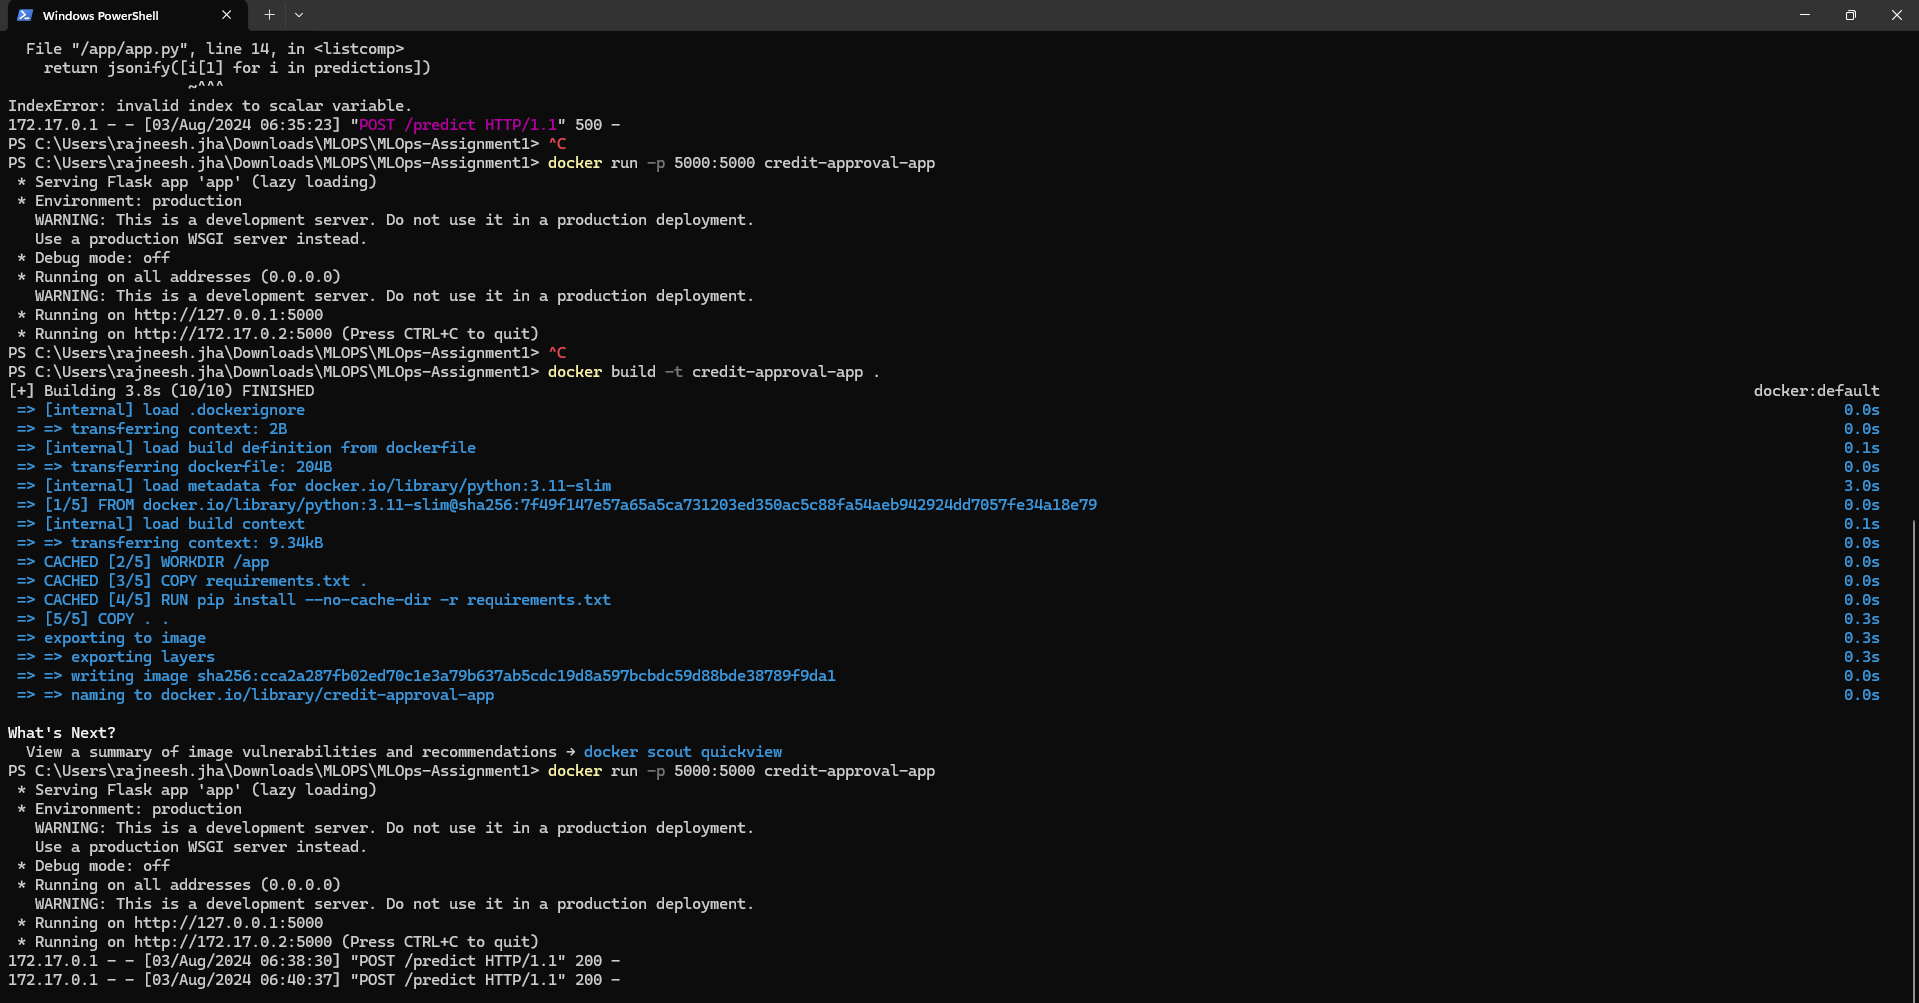 Windows PowerShell
  File "/app/app.py", line 14, in <listcomp>
    return jsonify([i[1] for i in predictions])
                    ~^^^
IndexError: invalid index to scalar variable.
172.17.0.1 - - [03/Aug/2024 06:35:23] "POST /predict HTTP/1.1" 500 -
PS C:\Users\rajneesh.jha\Downloads\MLOPS\MLOps-Assignment1> ^C
PS C:\Users\rajneesh.jha\Downloads\MLOPS\MLOps-Assignment1> docker run -p 5000:5000 credit-approval-app
 * Serving Flask app 'app' (lazy loading)
 * Environment: production
   WARNING: This is a development server. Do not use it in a production deployment.
   Use a production WSGI server instead.
 * Debug mode: off
 * Running on all addresses (0.0.0.0)
   WARNING: This is a development server. Do not use it in a production deployment.
 * Running on http://127.0.0.1:5000
 * Running on http://172.17.0.2:5000 (Press CTRL+C to quit)
PS C:\Users\rajneesh.jha\Downloads\MLOPS\MLOps-Assignment1> ^C
PS C:\Users\rajneesh.jha\Downloads\MLOPS\MLOps-Assignment1> docker build -t credit-approval-app .
[+] Building 3.8s (10/10) FINISHED docker:default
 => [internal] load .dockerignore 0.0s
 => => transferring context: 2B 0.0s
 => [internal] load build definition from dockerfile 0.1s
 => => transferring dockerfile: 204B 0.0s
 => [internal] load metadata for docker.io/library/python:3.11-slim 3.0s
 => [1/5] FROM docker.io/library/python:3.11-slim@sha256:7f49f147e57a65a5ca731203ed350ac5c88fa54aeb942924dd7057fe34a18e79 0.0s
 => [internal] load build context 0.1s
 => => transferring context: 9.34kB 0.0s
 => CACHED [2/5] WORKDIR /app 0.0s
 => CACHED [3/5] COPY requirements.txt . 0.0s
 => CACHED [4/5] RUN pip install --no-cache-dir -r requirements.txt 0.0s
 => [5/5] COPY . . 0.3s
 => exporting to image 0.3s
 => => exporting layers 0.3s
 => => writing image sha256:cca2a287fb02ed70c1e3a79b637ab5cdc19d8a597bcbdc59d88bde38789f9da1 0.0s
 => => naming to docker.io/library/credit-approval-app 0.0s
What's Next?
  View a summary of image vulnerabilities and recommendations → docker scout quickview
PS C:\Users\rajneesh.jha\Downloads\MLOPS\MLOps-Assignment1> docker run -p 5000:5000 credit-approval-app
 * Serving Flask app 'app' (lazy loading)
 * Environment: production
   WARNING: This is a development server. Do not use it in a production deployment.
   Use a production WSGI server instead.
 * Debug mode: off
 * Running on all addresses (0.0.0.0)
   WARNING: This is a development server. Do not use it in a production deployment.
 * Running on http://127.0.0.1:5000
 * Running on http://172.17.0.2:5000 (Press CTRL+C to quit)
172.17.0.1 - - [03/Aug/2024 06:38:30] "POST /predict HTTP/1.1" 200 -
172.17.0.1 - - [03/Aug/2024 06:40:37] "POST /predict HTTP/1.1" 200 -